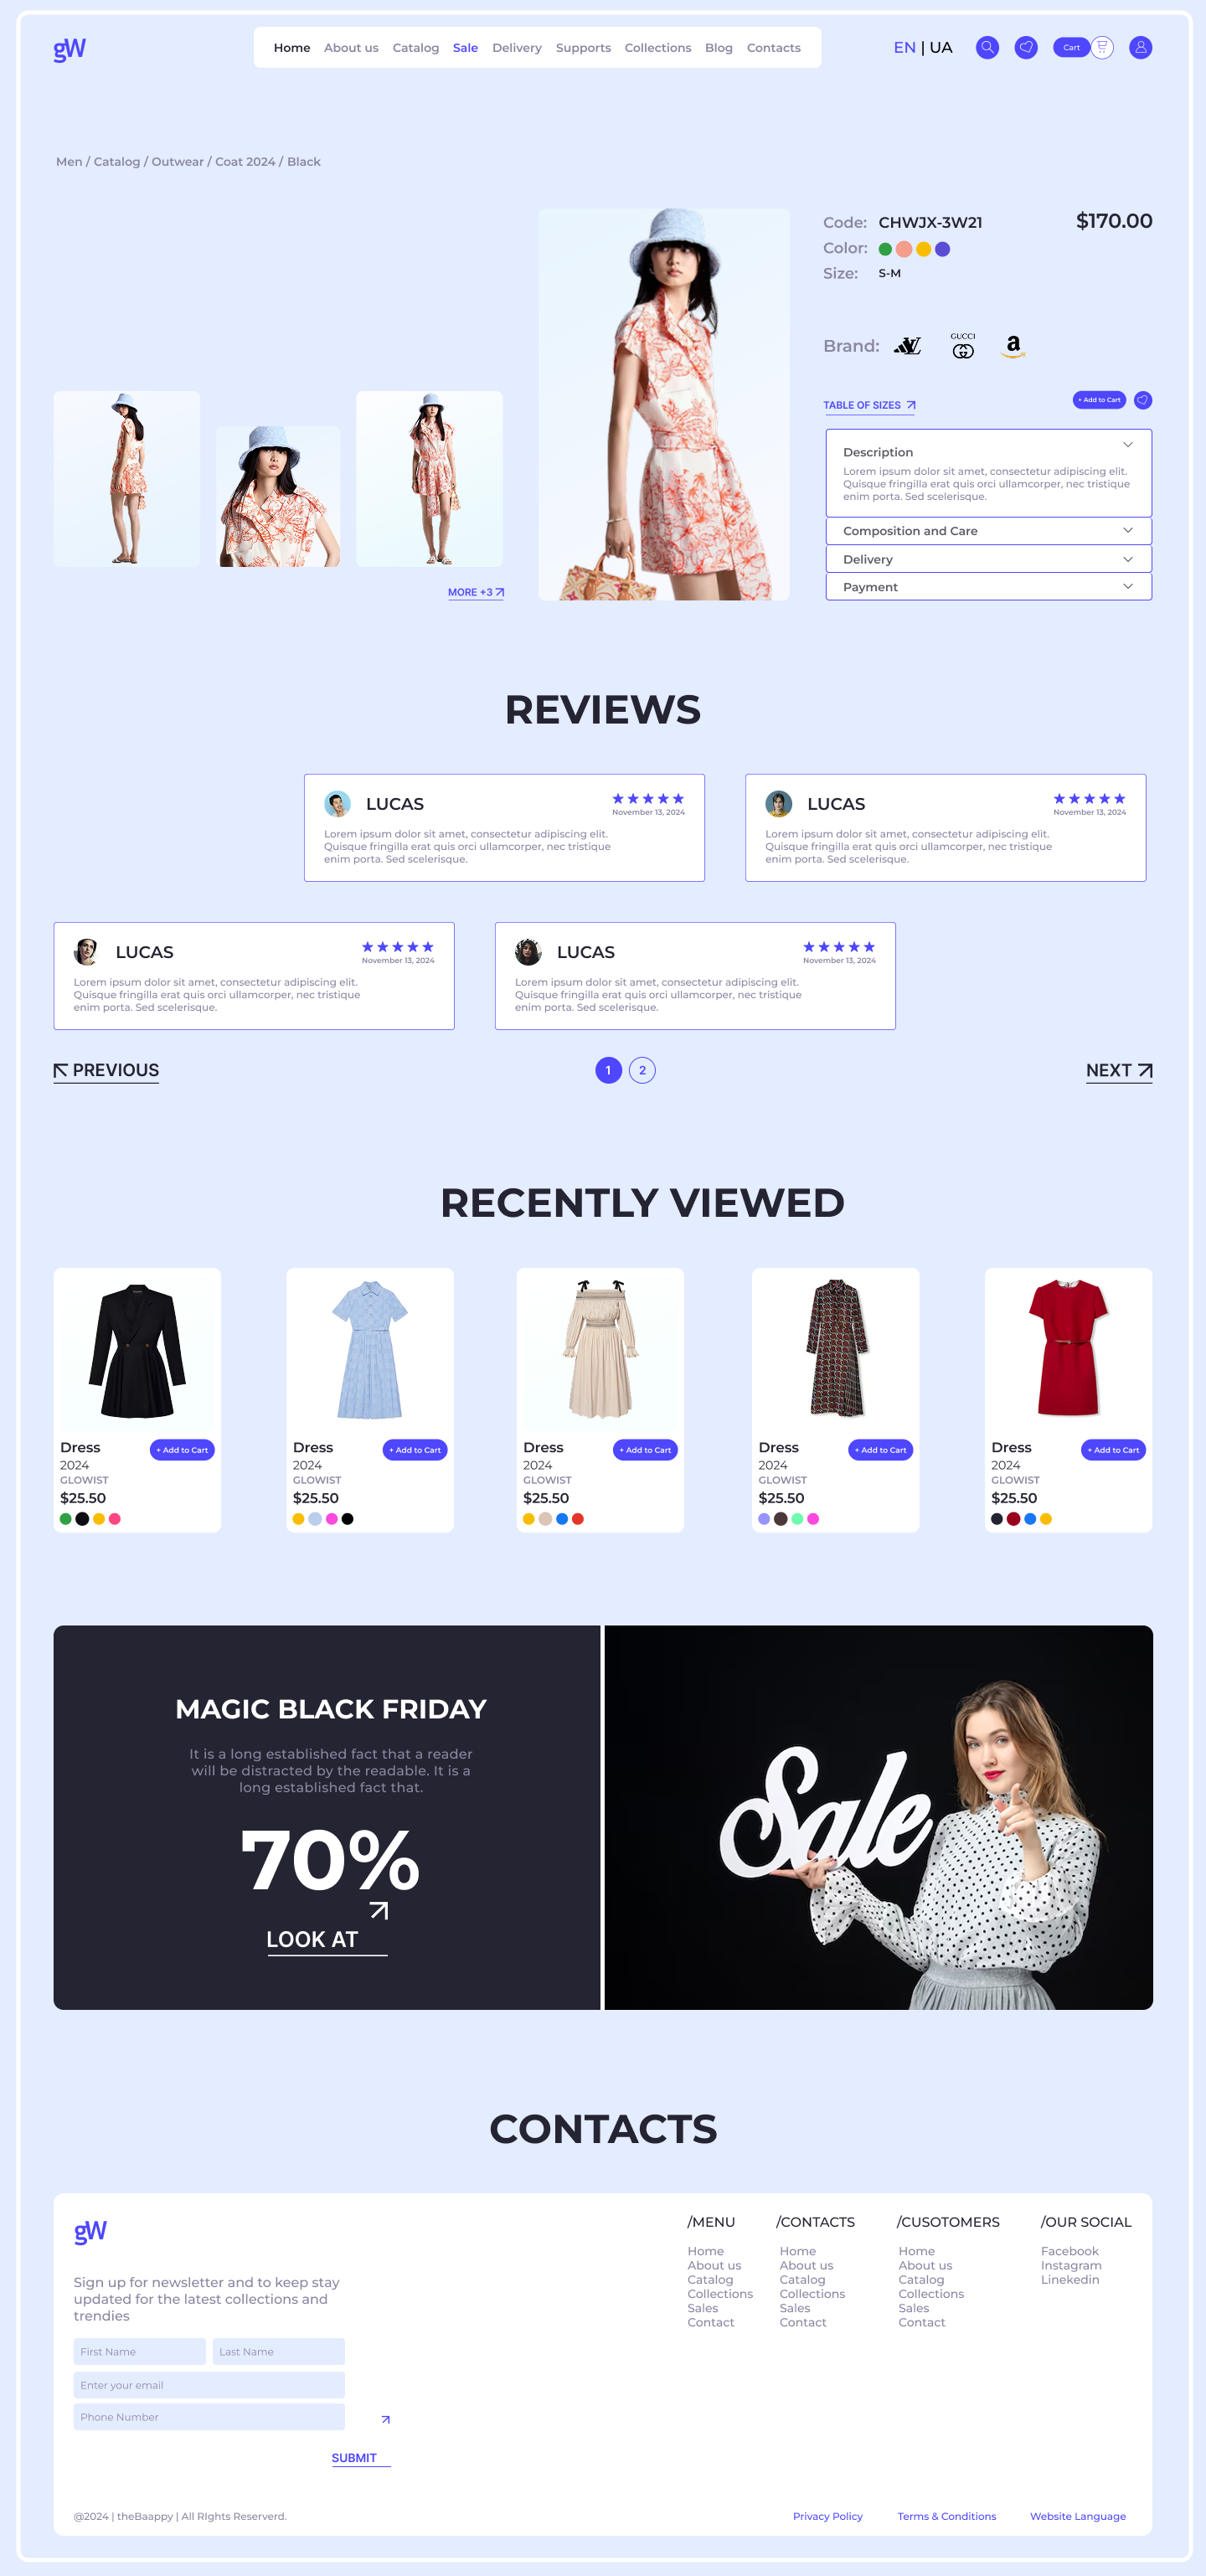 gW
Home About us Catalog Sale Delivery Supports Collections Blog Contacts
EN | UA
Cart
Men / Catalog / Outwear / Coat 2024 / Black
Code: CHWJX-3W21
$170.00
Color:
Size: S-M
Brand:
GUCCI
a
TABLE OF SIZES
+ Add to Cart
Description
Lorem ipsum dolor sit amet, consectetur adipiscing elit.
Quisque fringilla erat quis orci ullamcorper, nec tristique
enim porta. Sed scelerisque.
Composition and Care
Delivery
Payment
MORE +3
REVIEWS
LUCAS
November 13, 2024
Lorem ipsum dolor sit amet, consectetur adipiscing elit.
Quisque fringilla erat quis orci ullamcorper, nec tristique
enim porta. Sed scelerisque.
LUCAS
November 13, 2024
Lorem ipsum dolor sit amet, consectetur adipiscing elit.
Quisque fringilla erat quis orci ullamcorper, nec tristique
enim porta. Sed scelerisque.
LUCAS
November 13, 2024
Lorem ipsum dolor sit amet, consectetur adipiscing elit.
Quisque fringilla erat quis orci ullamcorper, nec tristique
enim porta. Sed scelerisque.
LUCAS
November 13, 2024
Lorem ipsum dolor sit amet, consectetur adipiscing elit.
Quisque fringilla erat quis orci ullamcorper, nec tristique
enim porta. Sed scelerisque.
PREVIOUS
1
2
NEXT
RECENTLY VIEWED
Dress
+ Add to Cart
2024
GLOWIST
$25.50
Dress
+ Add to Cart
2024
GLOWIST
$25.50
Dress
+ Add to Cart
2024
GLOWIST
$25.50
Dress
+ Add to Cart
2024
GLOWIST
$25.50
Dress
+ Add to Cart
2024
GLOWIST
$25.50
MAGIC BLACK FRIDAY
It is a long established fact that a reader
will be distracted by the readable. It is a
long established fact that.
70%
LOOK AT
Sale
CONTACTS
gW
Sign up for newsletter and to keep stay
updated for the latest collections and
trendies
First Name
Last Name
Enter your email
Phone Number
SUBMIT
/MENU
Home
About us
Catalog
Collections
Sales
Contact
/CONTACTS
Home
About us
Catalog
Collections
Sales
Contact
/CUSOTOMERS
Home
About us
Catalog
Collections
Sales
Contact
/OUR SOCIAL
Facebook
Instagram
Linekedin
@2024 | theBaappy | All RIghts Reserverd.
Privacy Policy
Terms & Conditions
Website Language